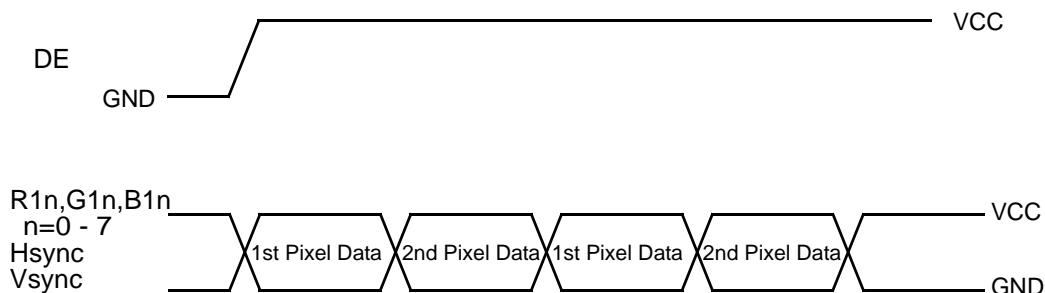 VCC
DE
GND
R1n,G1n,B1n
n=0 - 7
Hsync
Vsync
1st Pixel Data
2nd Pixel Data
1st Pixel Data
2nd Pixel Data
VCC
GND